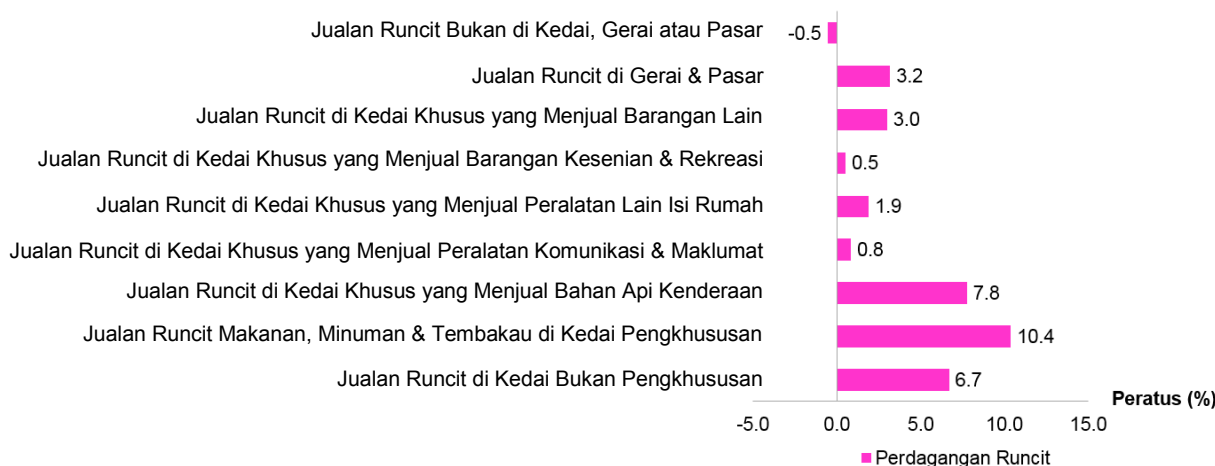 Jualan Runcit Bukan di Kedai, Gerai atau Pasar -0.5
Jualan Runcit di Gerai & Pasar 3.2
Jualan Runcit di Kedai Khusus yang Menjual Barangan Lain 3.0
Jualan Runcit di Kedai Khusus yang Menjual Barangan Kesenian & Rekreasi 0.5
Jualan Runcit di Kedai Khusus yang Menjual Peralatan Lain Isi Rumah 1.9
Jualan Runcit di Kedai Khusus yang Menjual Peralatan Komunikasi & Maklumat 0.8
Jualan Runcit di Kedai Khusus yang Menjual Bahan Api Kenderaan 7.8
Jualan Runcit Makanan, Minuman & Tembakau di Kedai Pengkhususan 10.4
Jualan Runcit di Kedai Bukan Pengkhususan 6.7
Peratus (%)
-5.0 0.0 5.0 10.0 15.0
Perdagangan Runcit